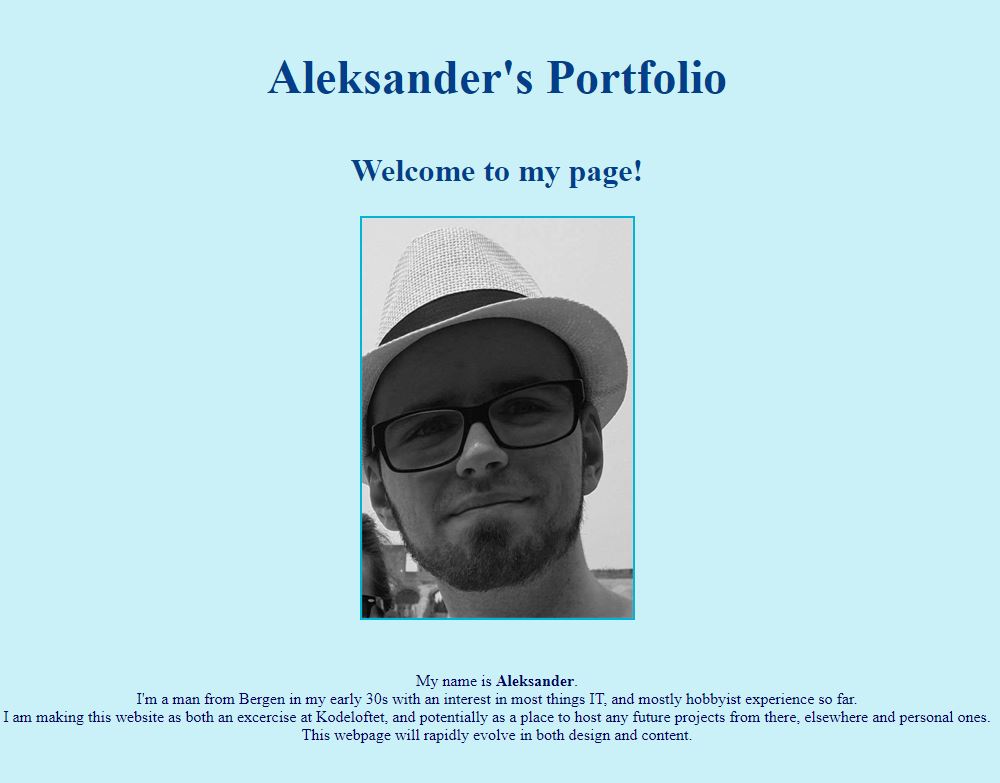 Aleksander's Portfolio
Welcome to my page!
My name is Aleksander.
I'm a man from Bergen in my early 30s with an interest in most things IT, and mostly hobbyist experience so far.
I am making this website as both an excercise at Kodeloftet, and potentially as a place to host any future projects from there, elsewhere and personal ones.
This webpage will rapidly evolve in both design and content.